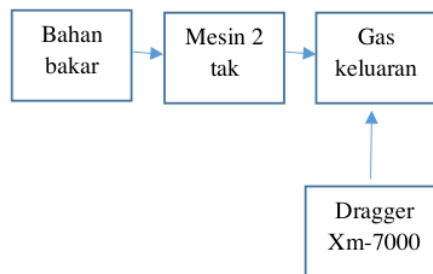 Bahan
bakar
Mesin 2
tak
Gas
keluaran
Dragger
Xm-7000